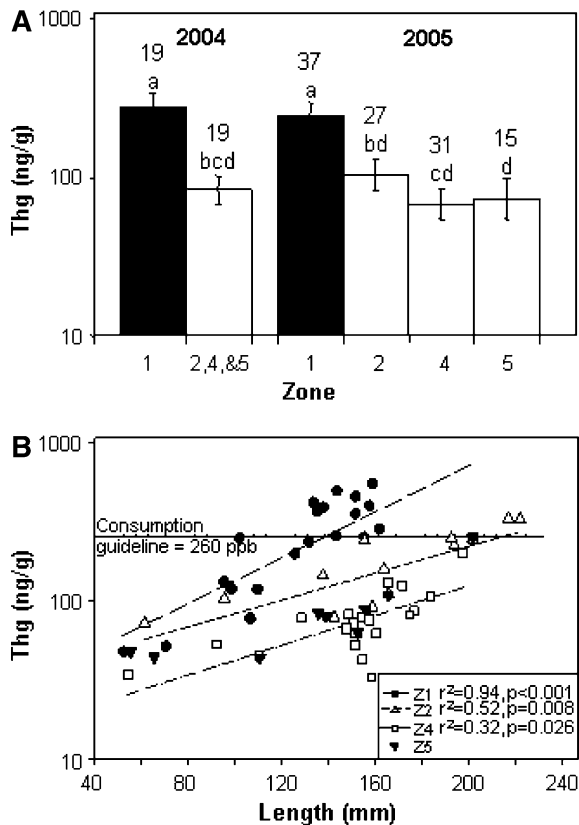 A
1000
2004
2005
19
a
37
a
19
bcd
27
bd
31
cd
15
d
100
10
Thg (ng/g)
1
2,4,&5
1
2
4
5
Zone
B
1000
Consumption
guideline = 260 ppb
100
10
Thg (ng/g)
Z1 r²=0.94,p<0.001
Z2 r²=0.52,p=0.008
Z4 r²=0.32,p=0.026
Z5
40 80 120 160 200 240
Length (mm)